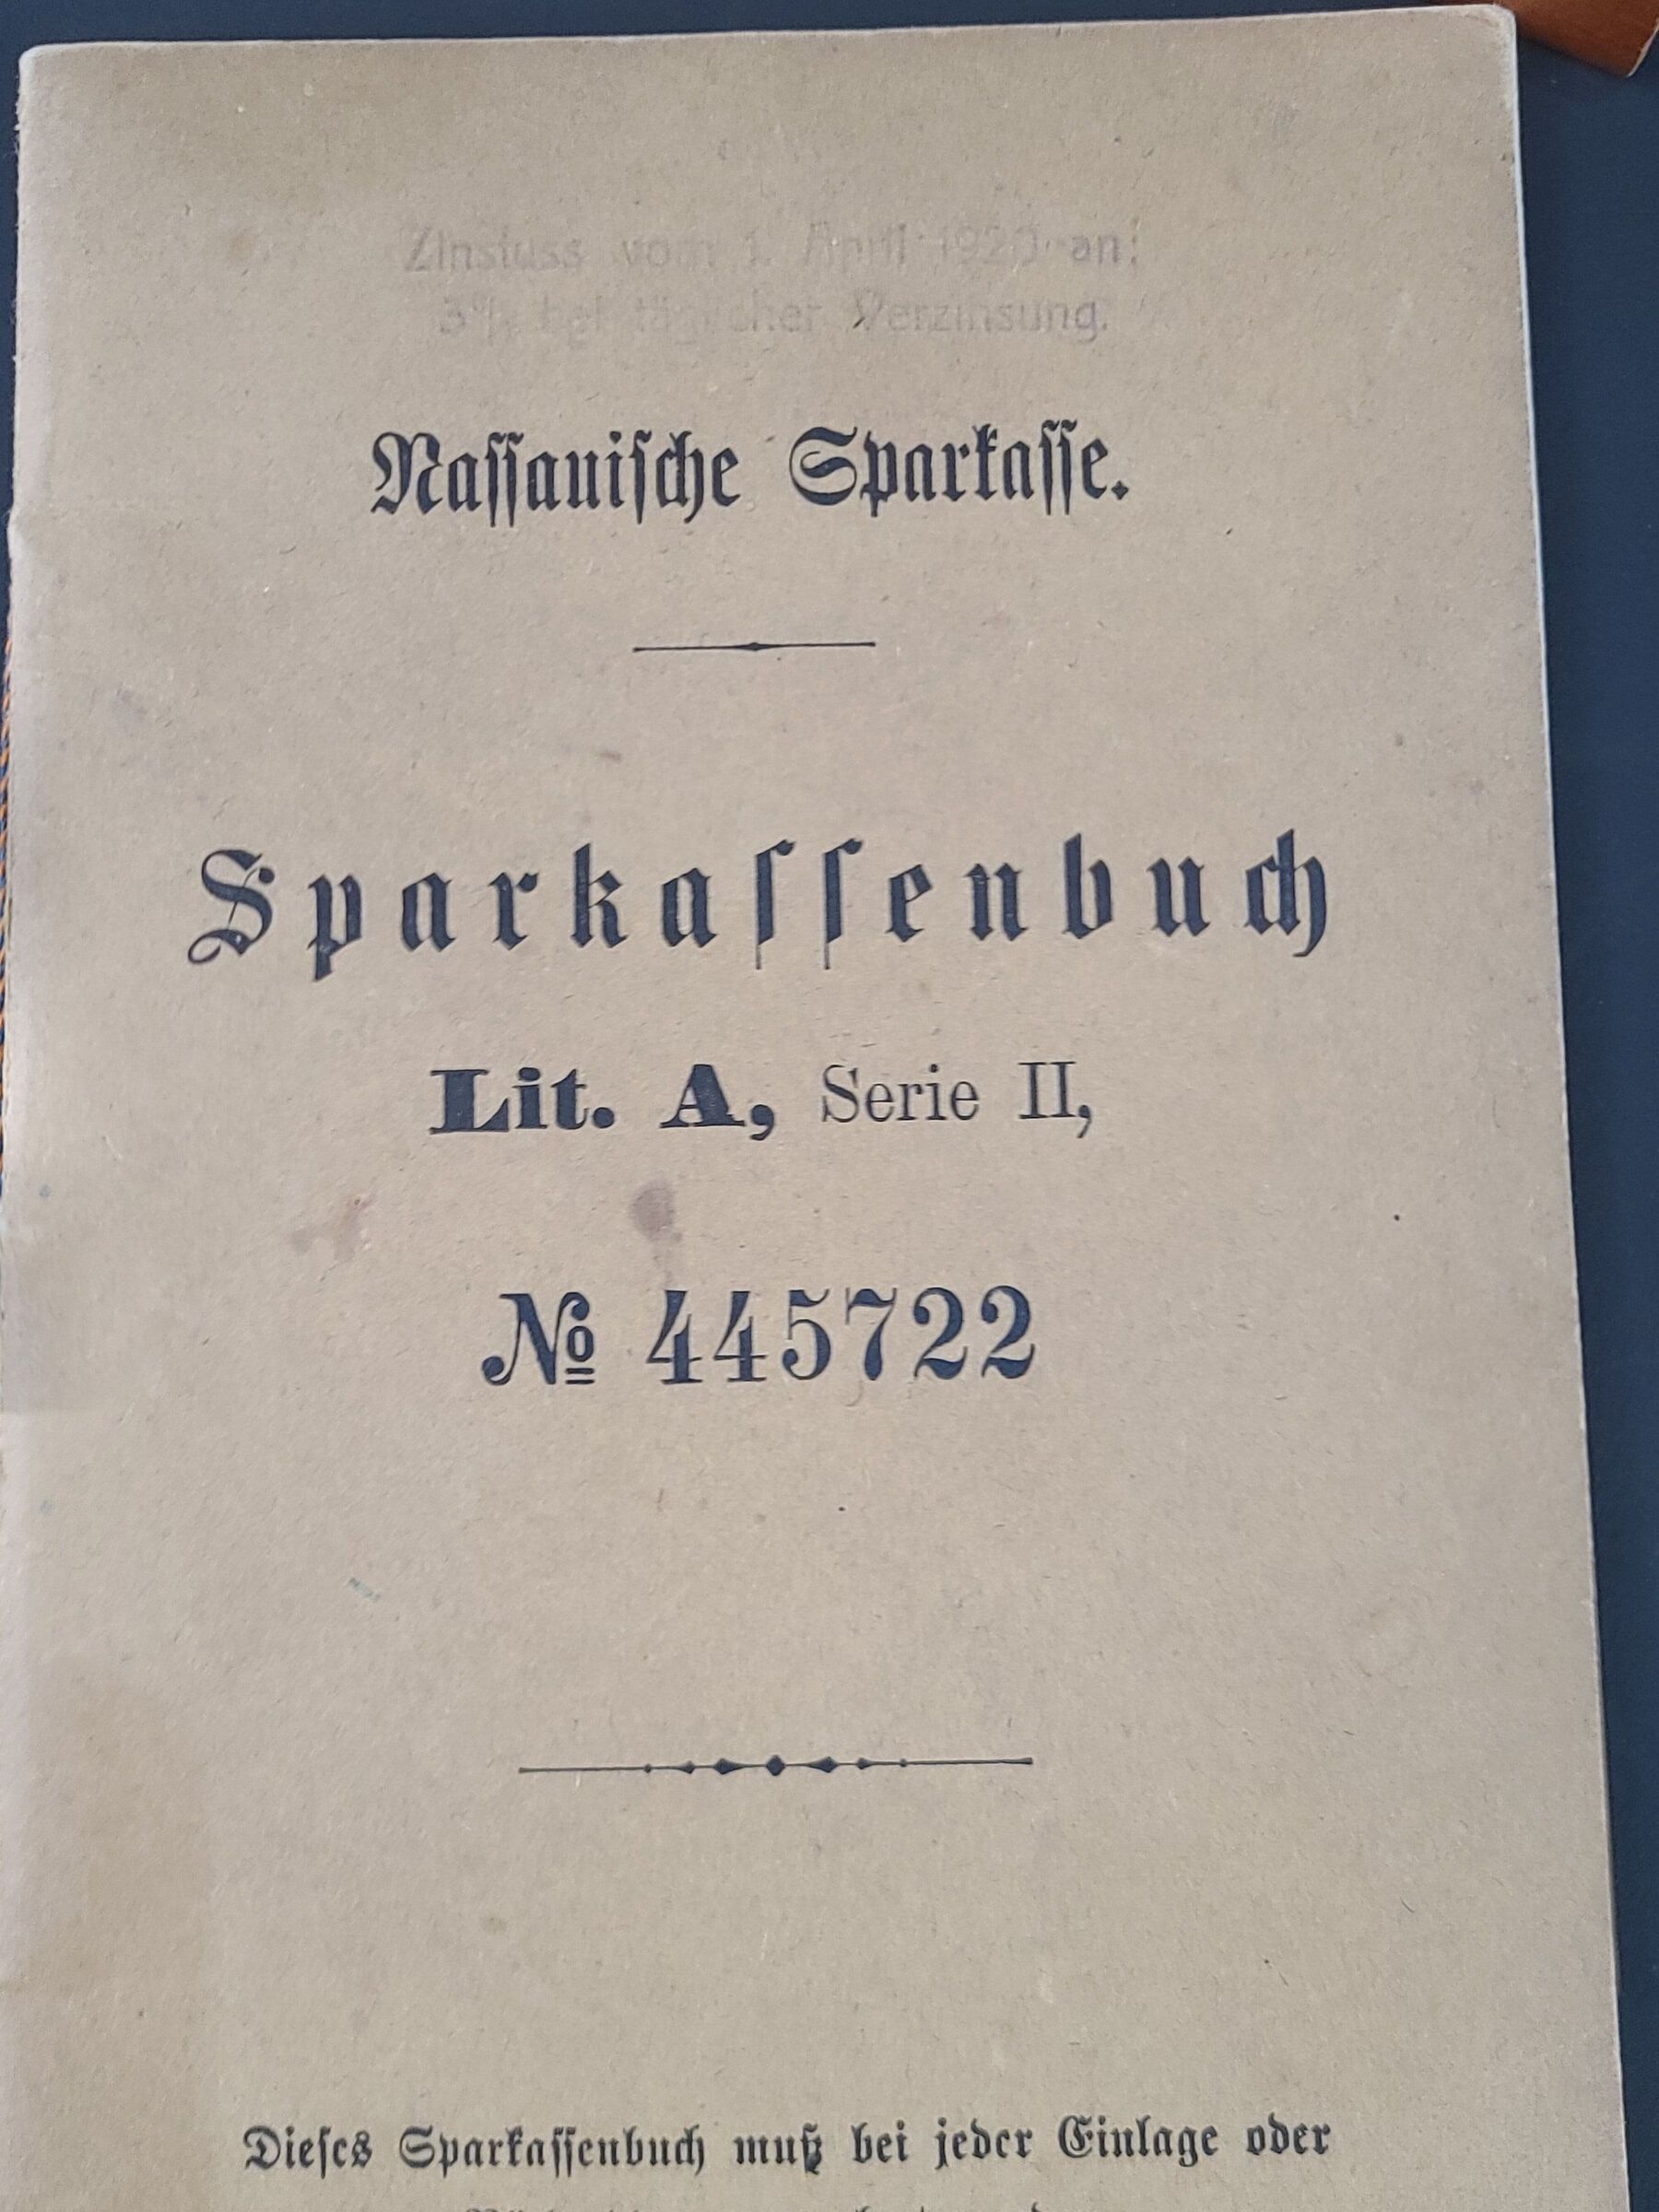 Zinsfuss vom 1. April 1920 an:
3% bei täglicher Verzinsung.
Nassauische Sparkasse.
Sparkassenbuch
Lit. A, Serie II,
№ 445722
Dieses Sparkassenbuch muß bei jeder Einlage oder